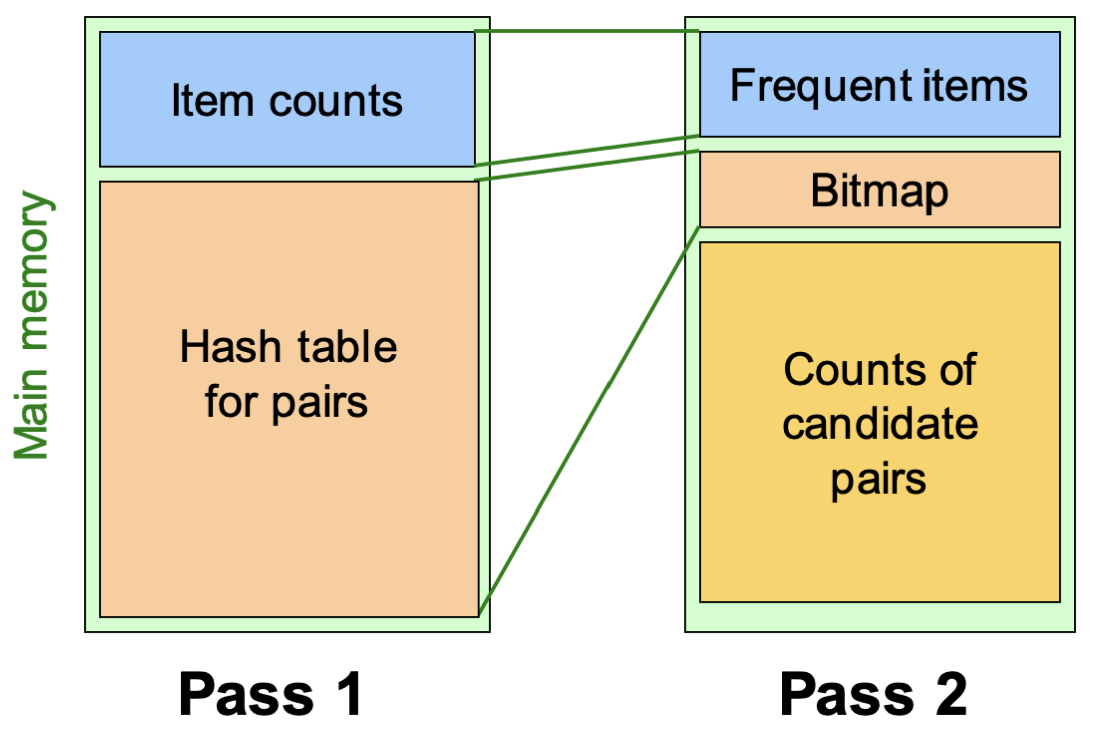 Main memory
Item counts
Hash table
for pairs
Pass 1
Frequent items
Bitmap
Counts of
candidate
pairs
Pass 2